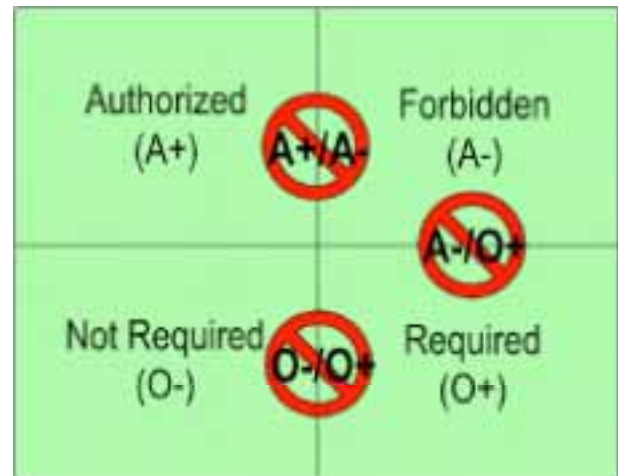 Authorized
(A+)
A+/A-
Forbidden
(A-)
A-/O+
Not Required
(O-)
O-/O+
Required
(O+)